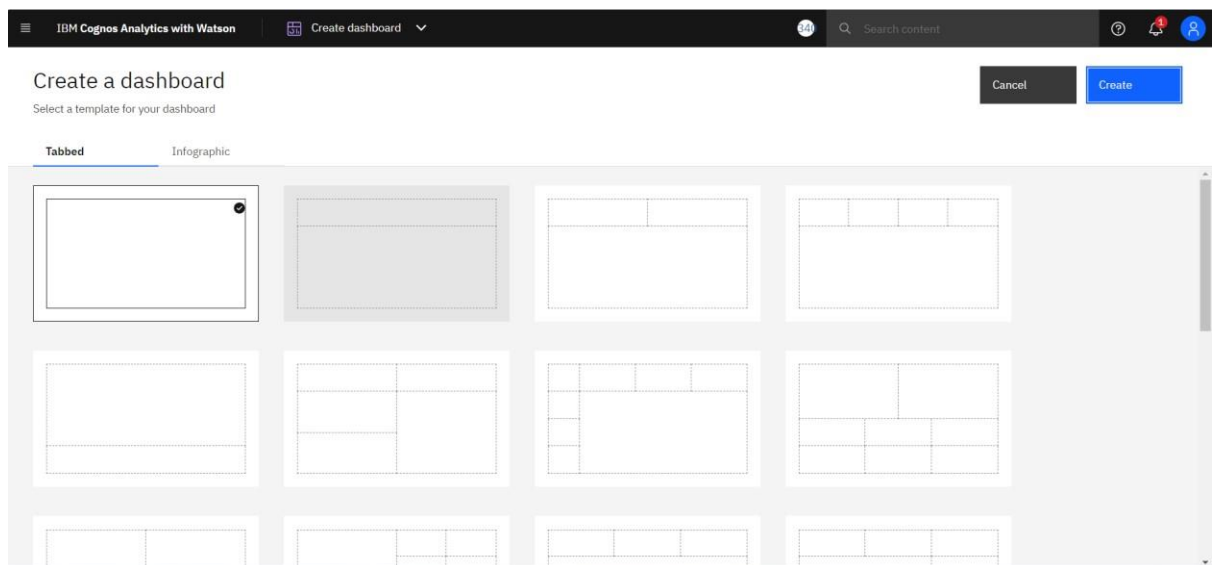 IBM Cognos Analytics with Watson
Create dashboard
Search content
1
Create a dashboard
Select a template for your dashboard
Cancel
Create
Tabbed
Infographic